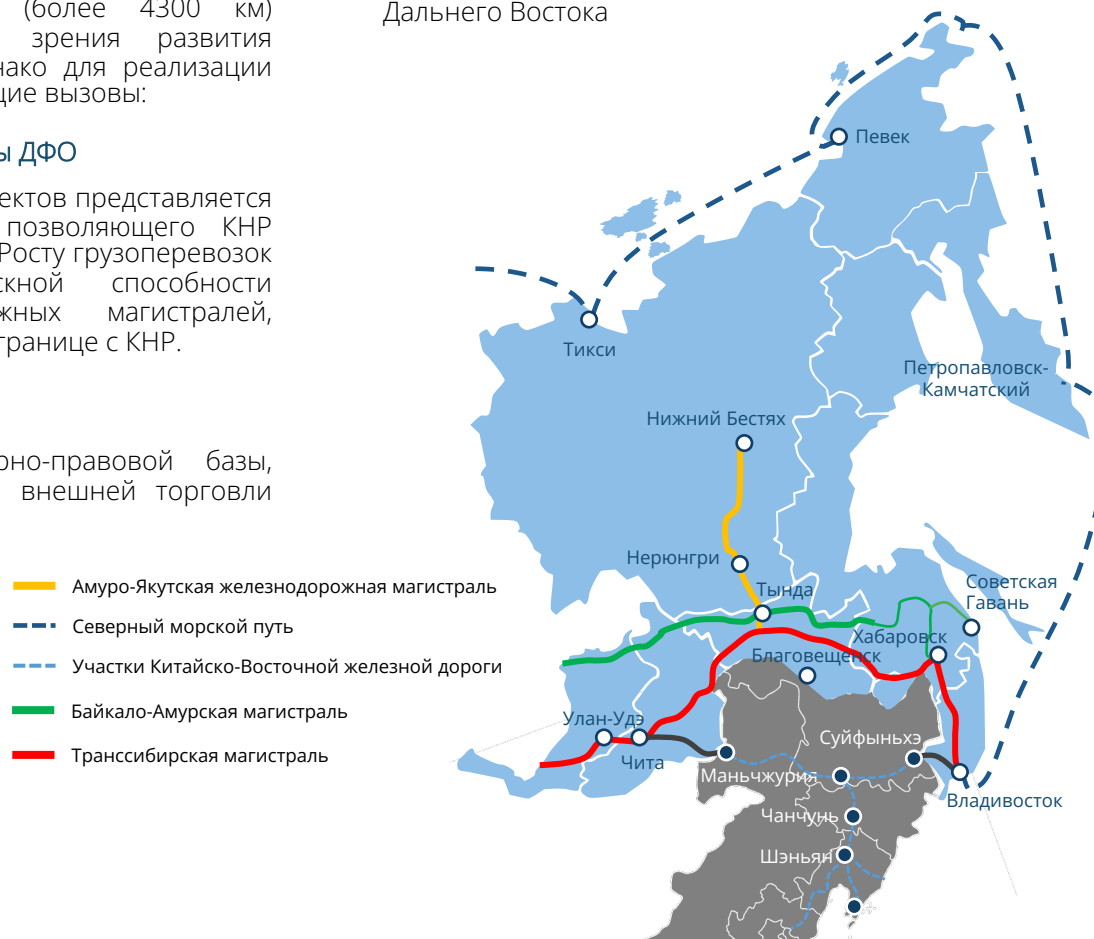 (более 4300 км)
зрения развития
нако для реализации
щие вызовы:
ы ДФО
ектов представляется
позволяющего КНР
Росту грузоперевозок
скной способности
жных магистралей,
границе с КНР.
рно-правовой базы,
внешней торговли
Дальнего Востока
Певек
Тикси
Петропавловск-
Камчатский
Нижний Бестях
Нерюнгри
Тында
Советская
Гавань
Хабаровск
Благовещенск
Улан-Удэ
Чита
Суйфыньхэ
Маньчжурия
Владивосток
Чанчунь
Шэньян
Амуро-Якутская железнодорожная магистраль
Северный морской путь
Участки Китайско-Восточной железной дороги
Байкало-Амурская магистраль
Транссибирская магистраль